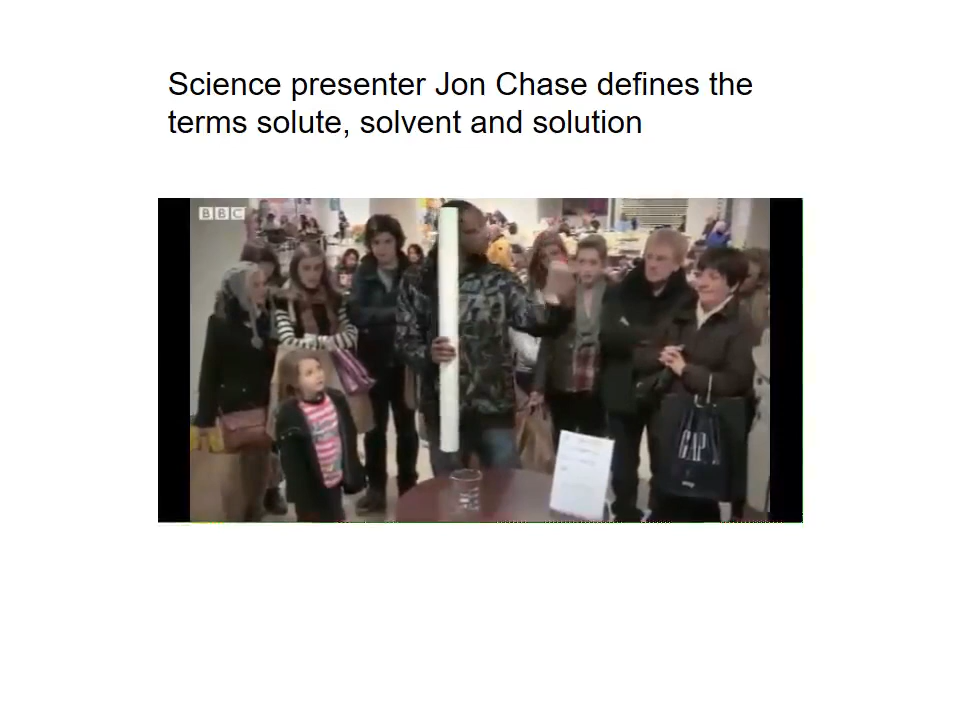 Science presenter Jon Chase defines the
terms solute, solvent and solution
BBC
GAP